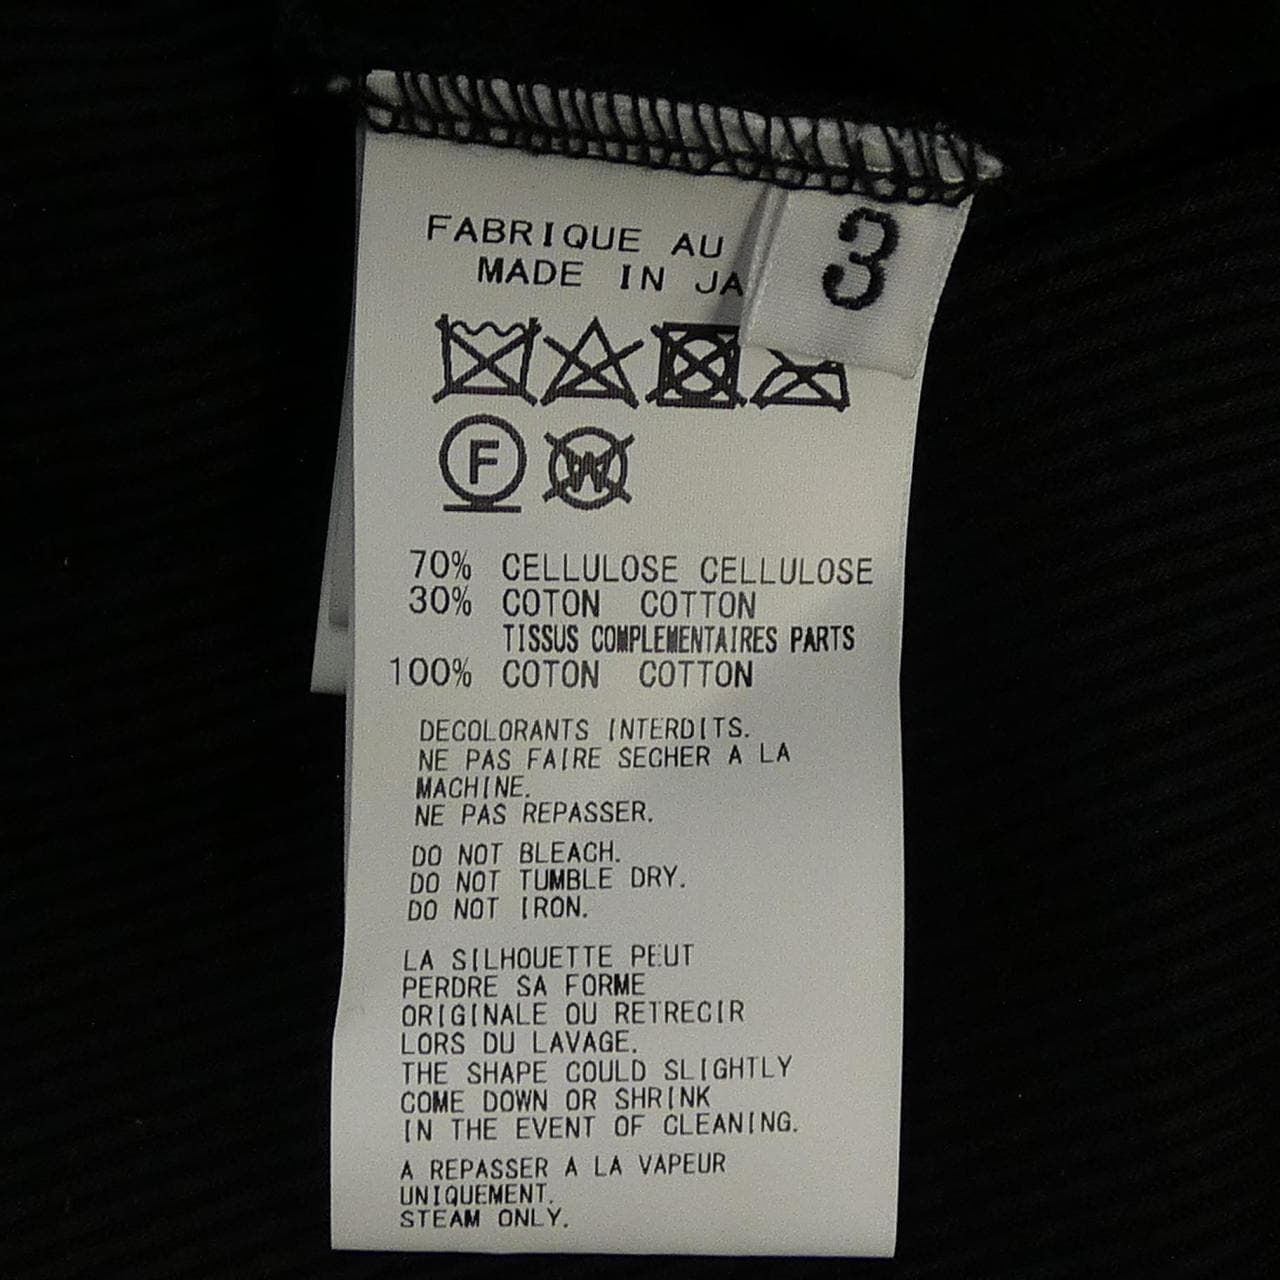 FABRIQUE AU
MADE IN JA
3
F
W
70% CELLULOSE CELLULOSE
30% COTON COTTON
TISSUS COMPLEMENTAIRES PARTS
100% COTON COTTON
DECOLORANTS INTERDITS.
NE PAS FAIRE SECHER A LA
MACHINE.
NE PAS REPASSER.
DO NOT BLEACH.
DO NOT TUMBLE DRY.
DO NOT IRON.
LA SILHOUETTE PEUT
PERDRE SA FORME
ORIGINALE OU RETRECIR
LORS DU LAVAGE.
THE SHAPE COULD SLIGHTLY
COME DOWN OR SHRINK
IN THE EVENT OF CLEANING.
A REPASSER A LA VAPEUR
UNIQUEMENT.
STEAM ONLY.